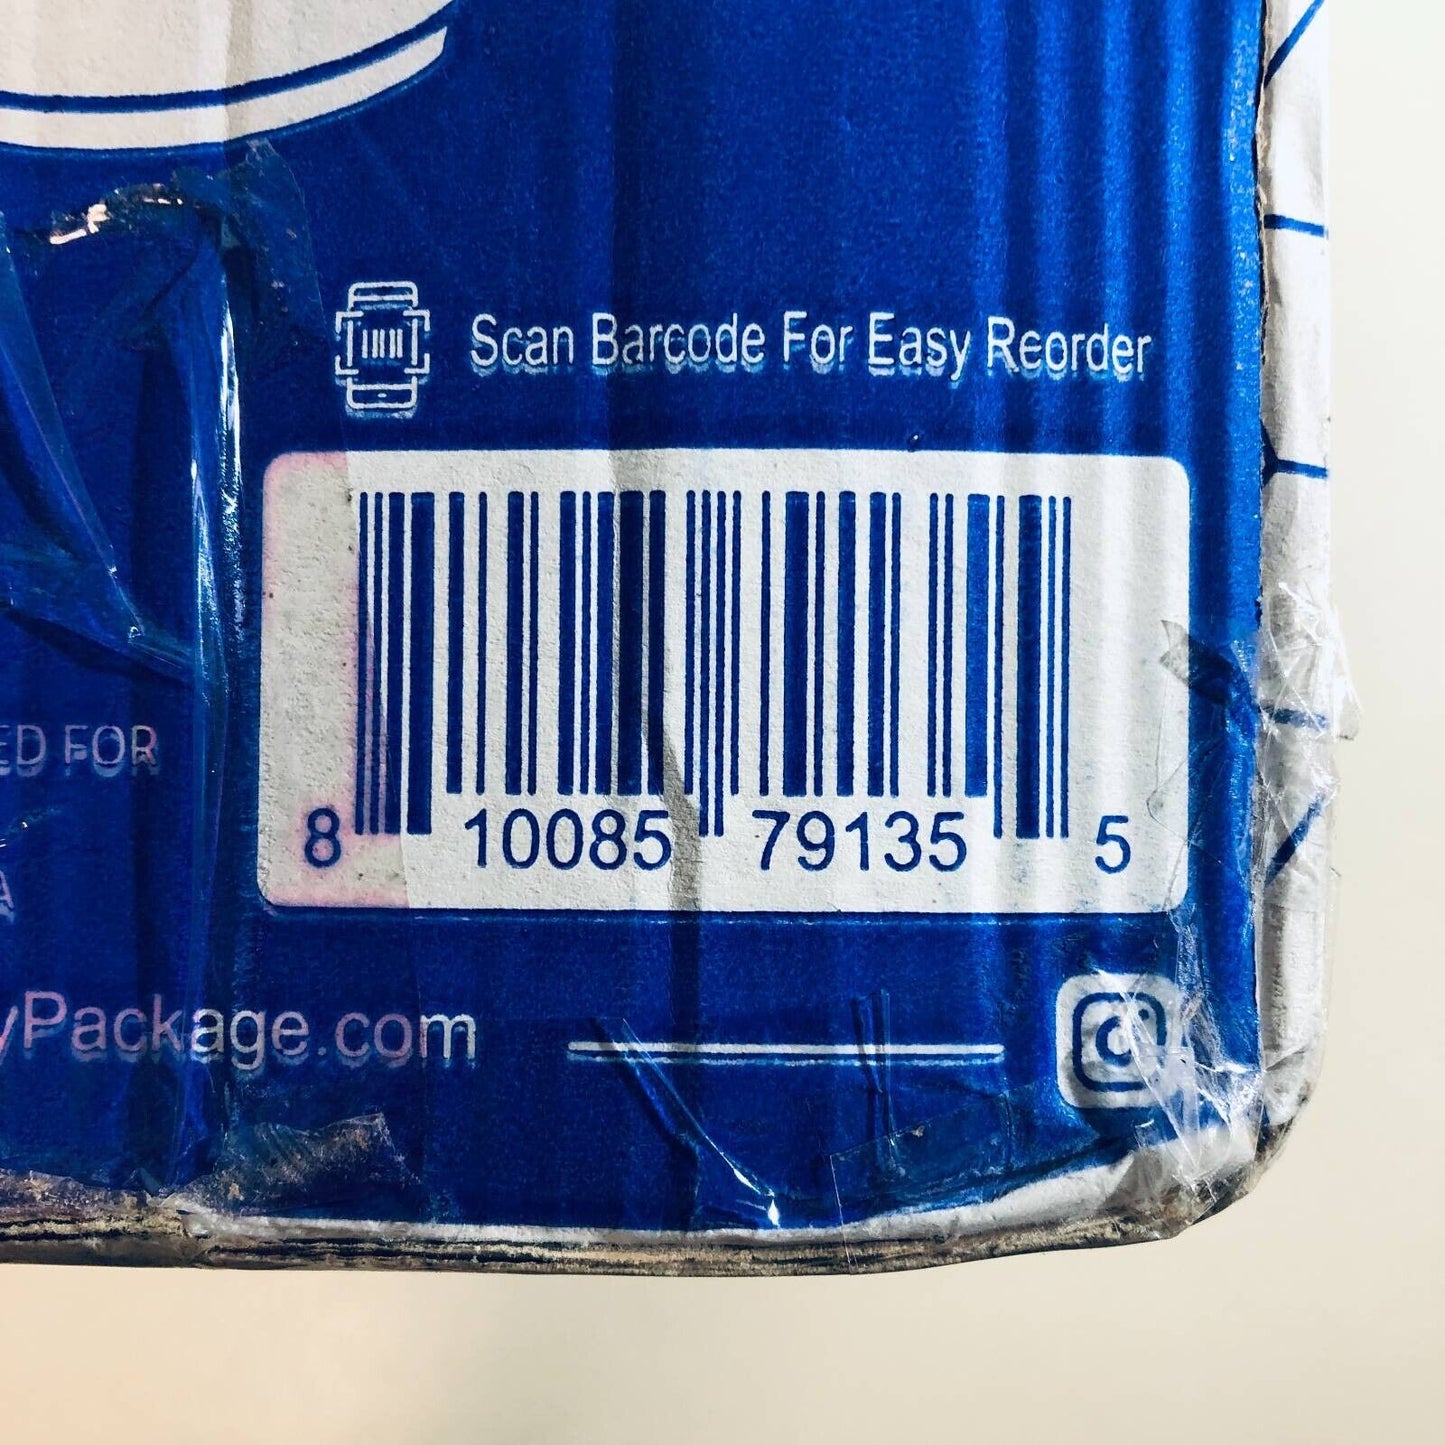 Scan Barcode For Easy Reorder
8 10085 79135 5
ED FOR
A
yPackage.com